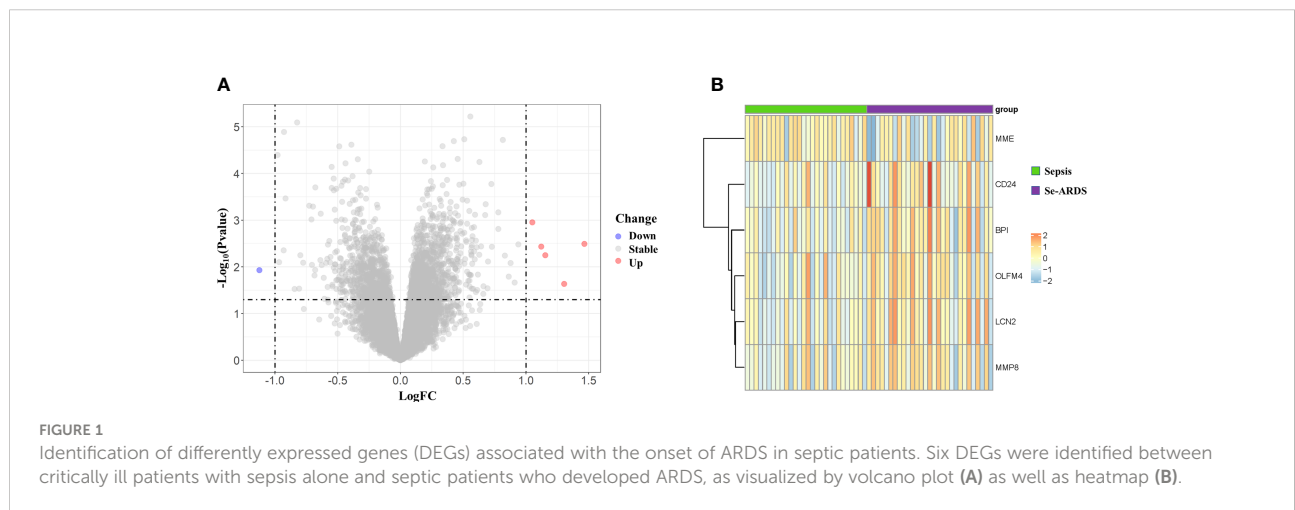 A
5
4
3
2
1
0
-Log10(Pvalue)
-1.0
-0.5
0.0
0.5
1.0
1.5
LogFC
Change
Down
Stable
Up
B
group
MME
CD24
BPI
OLFM4
LCN2
MMP8
Sepsis
Se-ARDS
2
1
0
−1
−2
FIGURE 1
Identification of differently expressed genes (DEGs) associated with the onset of ARDS in septic patients. Six DEGs were identified between
critically ill patients with sepsis alone and septic patients who developed ARDS, as visualized by volcano plot (A) as well as heatmap (B).